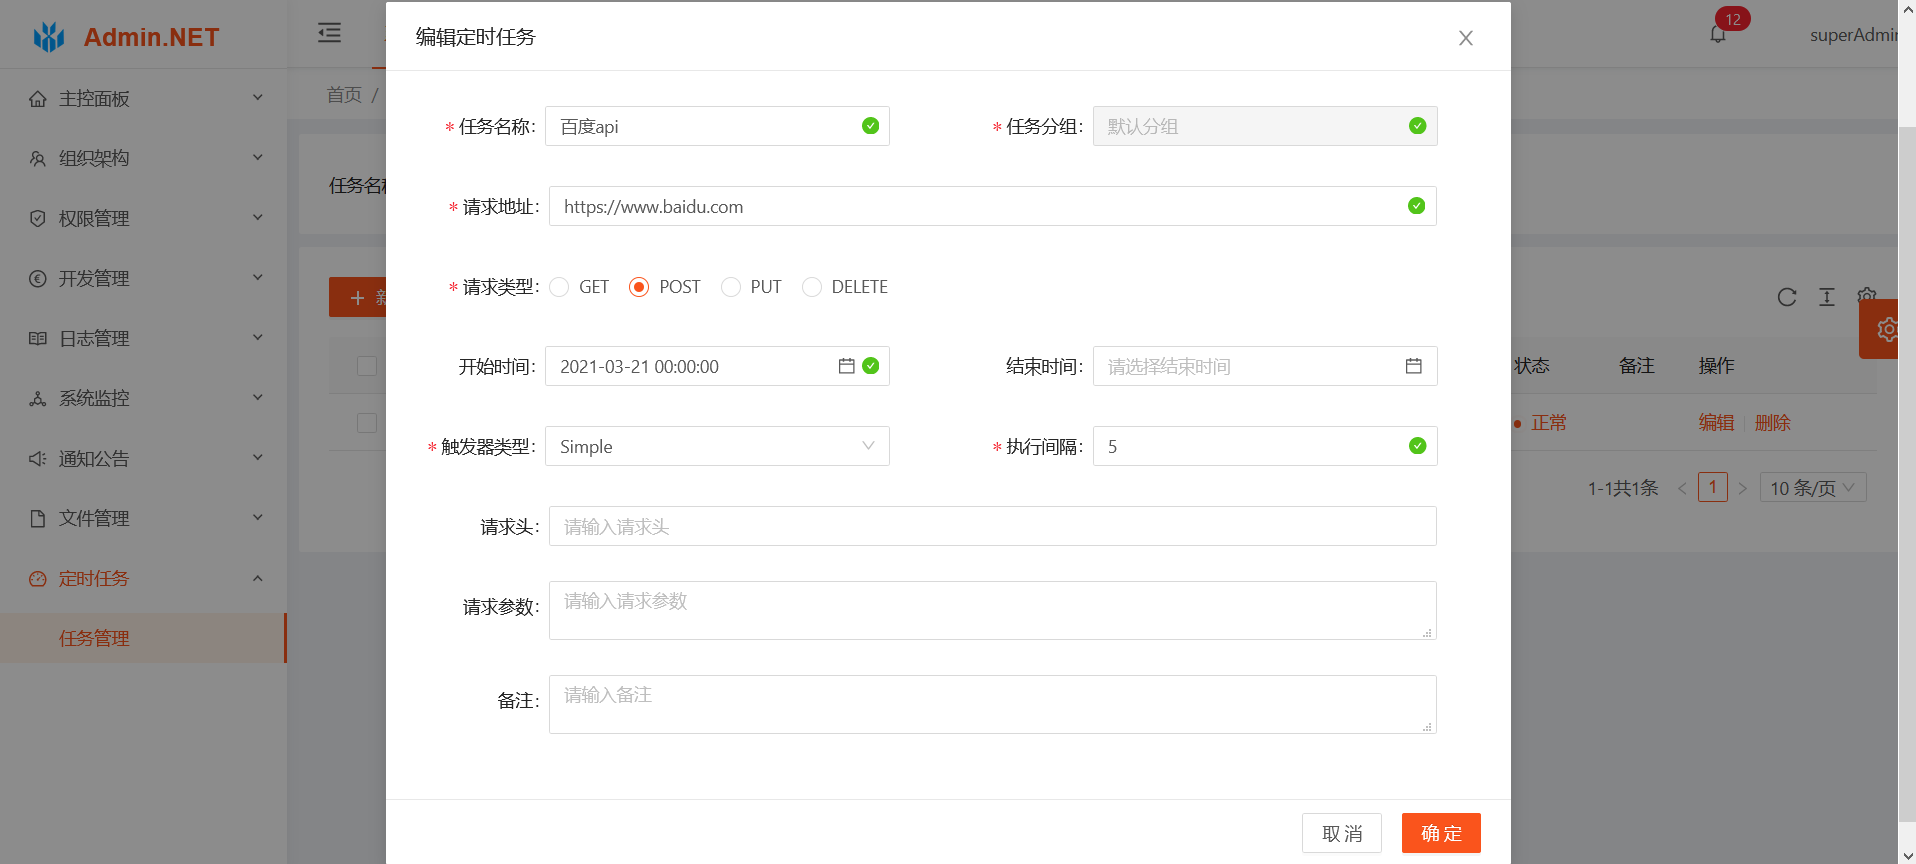 Admin.NET
主控面板
组织架构
权限管理
开发管理
日志管理
系统监控
通知公告
文件管理
定时任务
任务管理
首页 /
12
任务名
编辑定时任务
* 任务名称: 百度api
* 任务分组: 默认分组
* 请求地址: https://www.baidu.com
* 请求类型: GET POST PUT DELETE
开始时间: 2021-03-21 00:00:00
结束时间: 请选择结束时间
* 触发器类型: Simple
* 执行间隔: 5
请求头: 请输入请求头
请求参数: 请输入请求参数
备注: 请输入备注
取消 确定
状态 备注 操作
正常 编辑 删除
1-1共1条 < 1 > 10 条/页